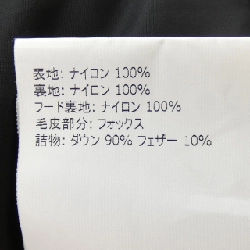 表地: ナイロン 100%
裏地: ナイロン 100%
フード裏地: ナイロン 100%
毛皮部分: フォックス
詰物: ダウン 90% フェザー 10%